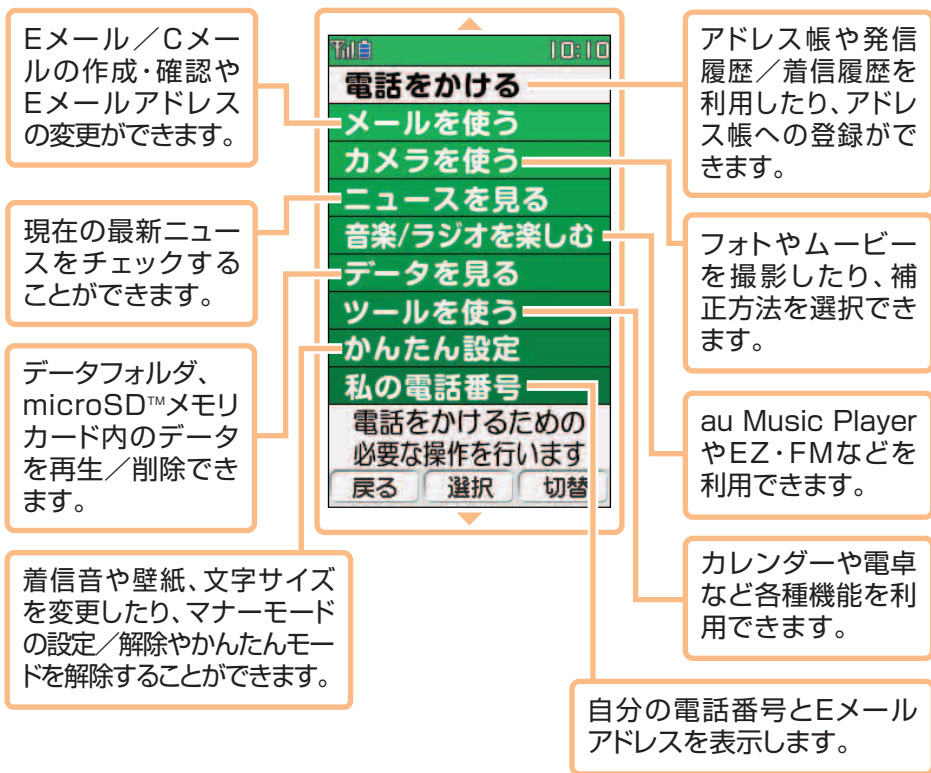 Eメール／Cメー
ルの作成・確認や
Eメールアドレス
の変更ができます。
現在の最新ニュー
スをチェックする
ことができます。
データフォルダ、
microSD™メモリ
カード内のデータ
を再生／削除でき
ます。
着信音や壁紙、文字サイズ
を変更したり、マナーモード
の設定／解除やかんたんモー
ドを解除することができます。
10:10
電話をかける
メールを使う
カメラを使う
ニュースを見る
音楽/ラジオを楽しむ
データを見る
ツールを使う
かんたん設定
私の電話番号
電話をかけるための
必要な操作を行います
戻る 選択 切替
アドレス帳や発信
履歴／着信履歴を
利用したり、アドレ
ス帳への登録がで
きます。
フォトやムービー
を撮影したり、補
正方法を選択でき
ます。
au Music Player
やEZ・FMなどを
利用できます。
カレンダーや電卓
など各種機能を利
用できます。
自分の電話番号とEメール
アドレスを表示します。